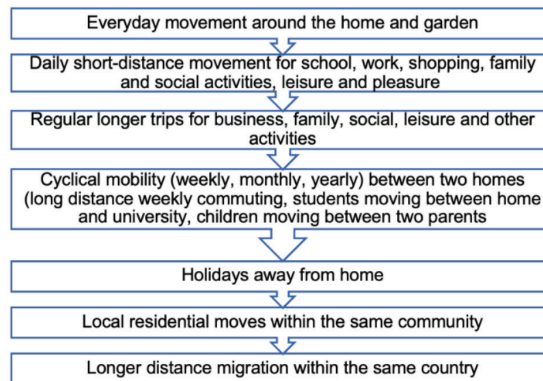 Everyday movement around the home and garden
Daily short-distance movement for school, work, shopping, family
and social activities, leisure and pleasure
Regular longer trips for business, family, social, leisure and other
activities
Cyclical mobility (weekly, monthly, yearly) between two homes
(long distance weekly commuting, students moving between home
and university, children moving between two parents
Holidays away from home
Local residential moves within the same community
Longer distance migration within the same country